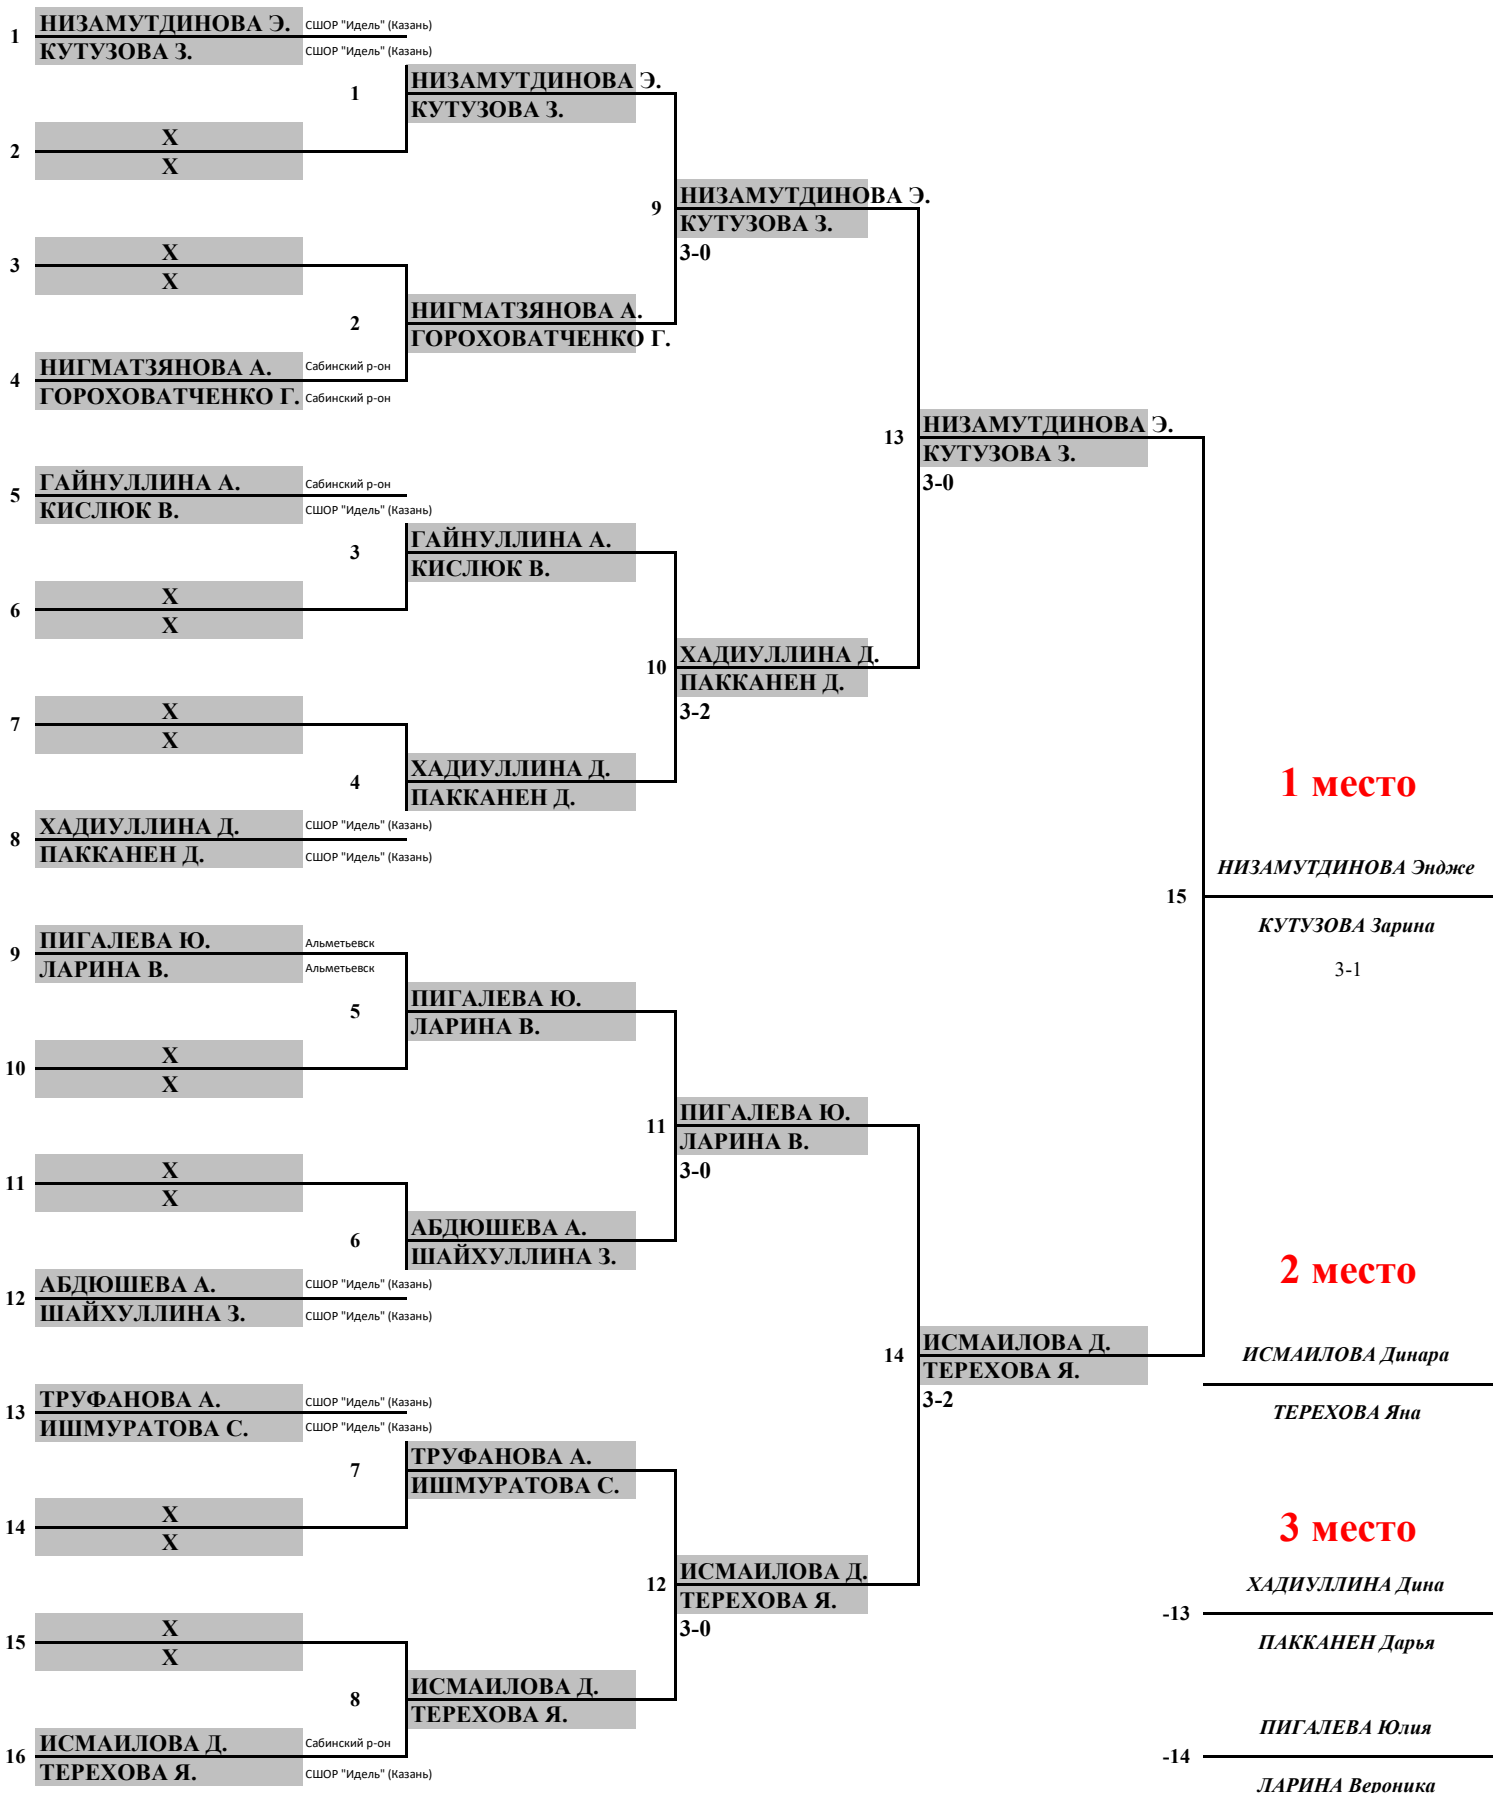 НИЗАМУТДИНОВА Э. СШОР "Идель" (Казань)
1
КУТУЗОВА З. СШОР "Идель" (Казань)
1
НИЗАМУТДИНОВА Э.
КУТУЗОВА З.
2
X
X
9
НИЗАМУТДИНОВА Э.
КУТУЗОВА З.
3-0
3
X
X
2
НИГМАТЗЯНОВА А.
ГОРОХОВАТЧЕНКО Г.
4
НИГМАТЗЯНОВА А. Сабинский р-он
ГОРОХОВАТЧЕНКО Г. Сабинский р-он
13
НИЗАМУТДИНОВА Э.
КУТУЗОВА З.
3-0
5
ГАЙНУЛЛИНА А. Сабинский р-он
КИСЛЮК В. СШОР "Идель" (Казань)
3
ГАЙНУЛЛИНА А.
КИСЛЮК В.
6
X
X
10
ХАДИУЛЛИНА Д.
ПАККАНЕН Д.
3-2
7
X
X
4
ХАДИУЛЛИНА Д.
ПАККАНЕН Д.
8
ХАДИУЛЛИНА Д. СШОР "Идель" (Казань)
ПАККАНЕН Д. СШОР "Идель" (Казань)
1 место
15
НИЗАМУТДИНОВА Эндже
КУТУЗОВА Зарина
3-1
9
ПИГАЛЕВА Ю. Альметьевск
ЛАРИНА В. Альметьевск
5
ПИГАЛЕВА Ю.
ЛАРИНА В.
10
X
X
11
ПИГАЛЕВА Ю.
ЛАРИНА В.
3-0
11
X
X
6
АБДЮШЕВА А.
ШАЙХУЛЛИНА З.
12
АБДЮШЕВА А. СШОР "Идель" (Казань)
ШАЙХУЛЛИНА З. СШОР "Идель" (Казань)
2 место
14
ИСМАИЛОВА Д.
ТЕРЕХОВА Я.
3-2
ИСМАИЛОВА Динара
ТЕРЕХОВА Яна
13
ТРУФАНОВА А. СШОР "Идель" (Казань)
ИШМУРАТОВА С. СШОР "Идель" (Казань)
7
ТРУФАНОВА А.
ИШМУРАТОВА С.
14
X
X
3 место
12
ИСМАИЛОВА Д.
ТЕРЕХОВА Я.
3-0
-13
ХАДИУЛЛИНА Дина
ПАККАНЕН Дарья
15
X
X
8
ИСМАИЛОВА Д.
ТЕРЕХОВА Я.
16
ИСМАИЛОВА Д. Сабинский р-он
ТЕРЕХОВА Я. СШОР "Идель" (Казань)
-14
ПИГАЛЕВА Юлия
ЛАРИНА Вероника